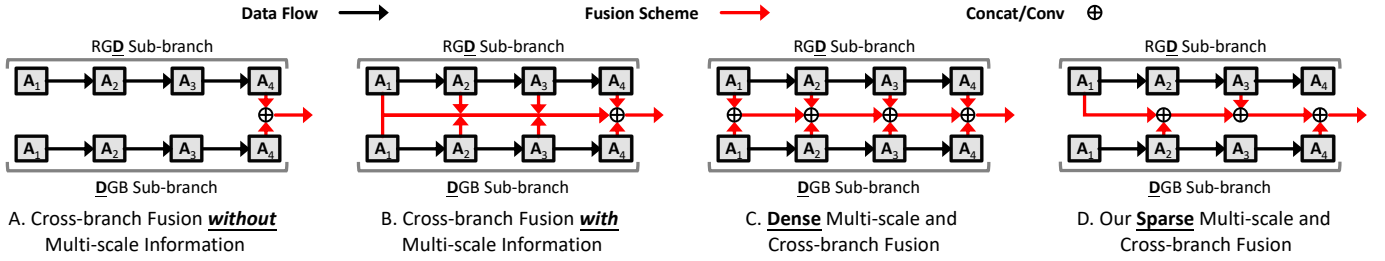 Data Flow Fusion Scheme Concat/Conv ⊕
RGD Sub-branch RGD Sub-branch RGD Sub-branch RGD Sub-branch
A1 A2 A3 A4 A1 A2 A3 A4 A1 A2 A3 A4 A1 A2 A3 A4
A1 A2 A3 A4 A1 A2 A3 A4 A1 A2 A3 A4 A1 A2 A3 A4
DGB Sub-branch DGB Sub-branch DGB Sub-branch DGB Sub-branch
A. Cross-branch Fusion without
Multi-scale Information
B. Cross-branch Fusion with
Multi-scale Information
C. Dense Multi-scale and
Cross-branch Fusion
D. Our Sparse Multi-scale and
Cross-branch Fusion